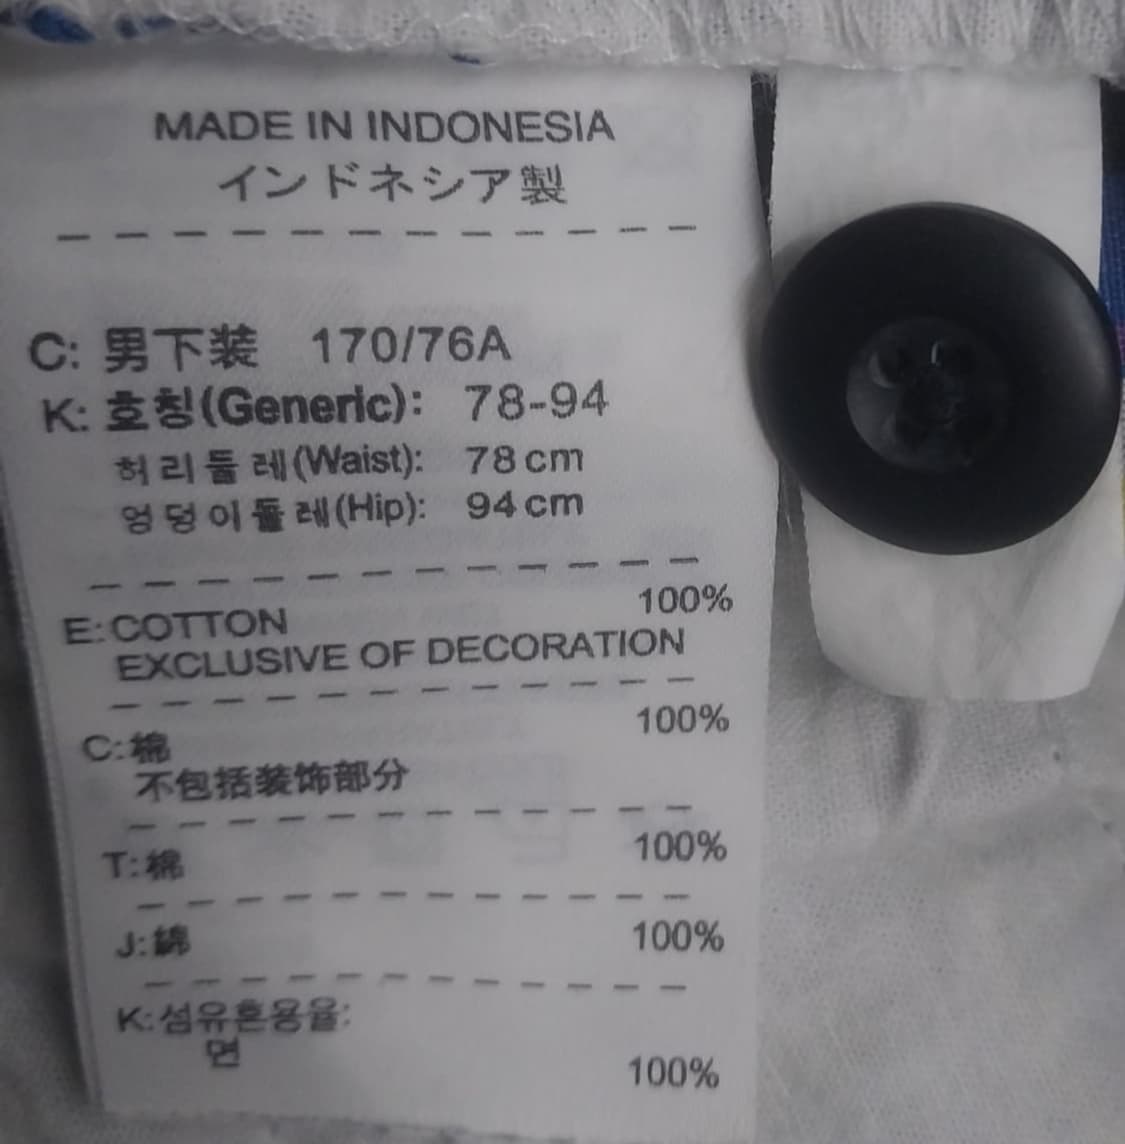 MADE IN INDONESIA
インドネシア製
C: 男下装 170/76A
K: 호칭(Generic): 78-94
허리둘레(Waist): 78 cm
엉덩이둘레(Hip): 94 cm
E: COTTON 100%
EXCLUSIVE OF DECORATION
C: 棉 100%
不包括装饰部分
T: 棉 100%
J: 綿 100%
K: 섬유혼용율:
면 100%